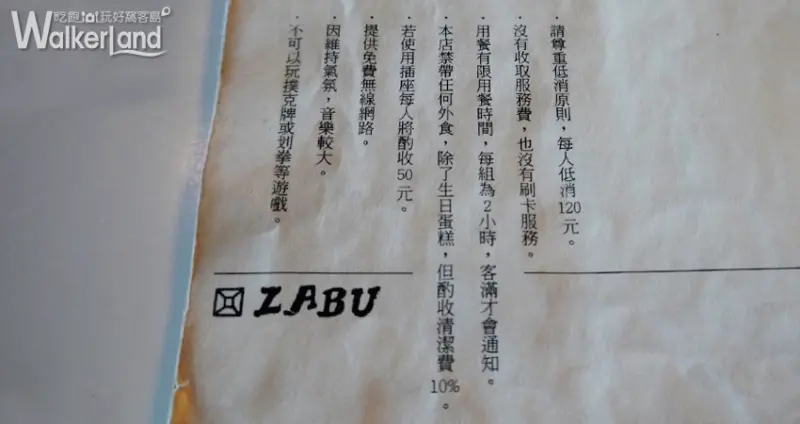 吃飽玩好窩客島
WalkerLand
・請尊重低消原則，每人低消120元。
・沒有收取服務費，也沒有刷卡服務。
・用餐有限用餐時間，每組為2小時，客滿才會通知。
・本店禁帶任何外食，除了生日蛋糕，但酌收清潔費10%。
・若使用插座每人將酌收50元。
・提供免費無線網路。
・因維持氣氛，音樂較大。
・不可以玩撲克牌或划拳等遊戲。
ZABU